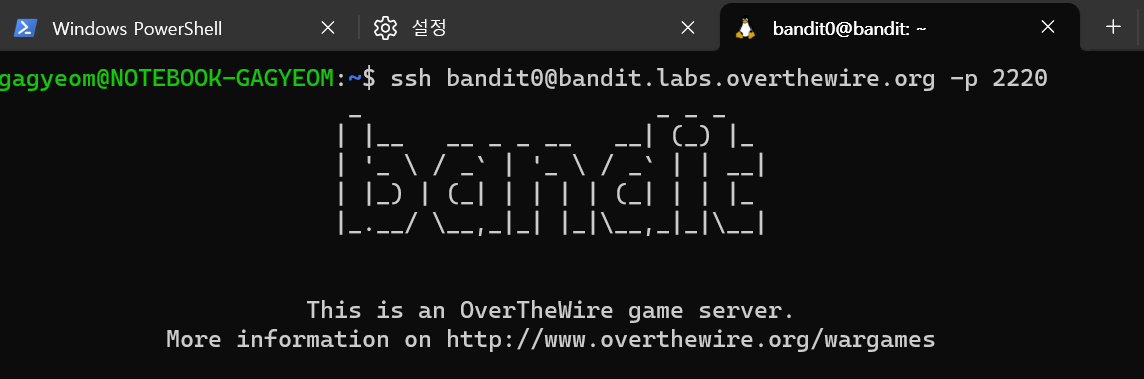 Windows PowerShell
설정
bandit0@bandit: ~
gagyeom@NOTEBOOK-GAGYEOM:~$ ssh bandit0@bandit.labs.overthewire.org -p 2220
bandit
This is an OverTheWire game server.
More information on http://www.overthewire.org/wargames